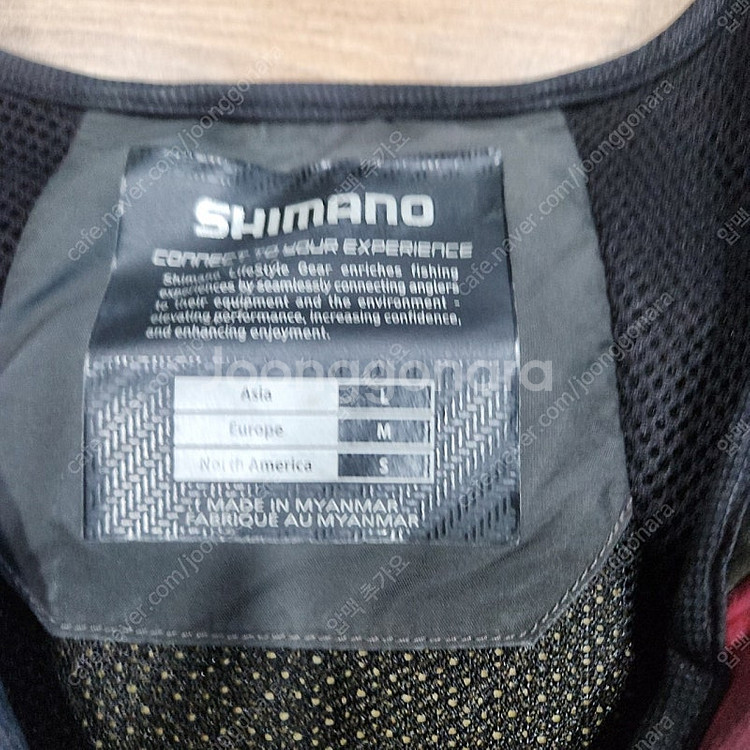 SHIMANO
CONNECT TO YOUR EXPERIENCE
Shimano Lifestyle Gear enriches fishing
experiences by seamlessly connecting anglers
to their equipment and the environment :
elevating performance, increasing confidence,
and enhancing enjoyment.
Joonggonara
Asia L
Europe M
North America S
MADE IN MYANMAR
FABRIQUÉ AU MYANMAR
cafe.naver.com/joonggonara